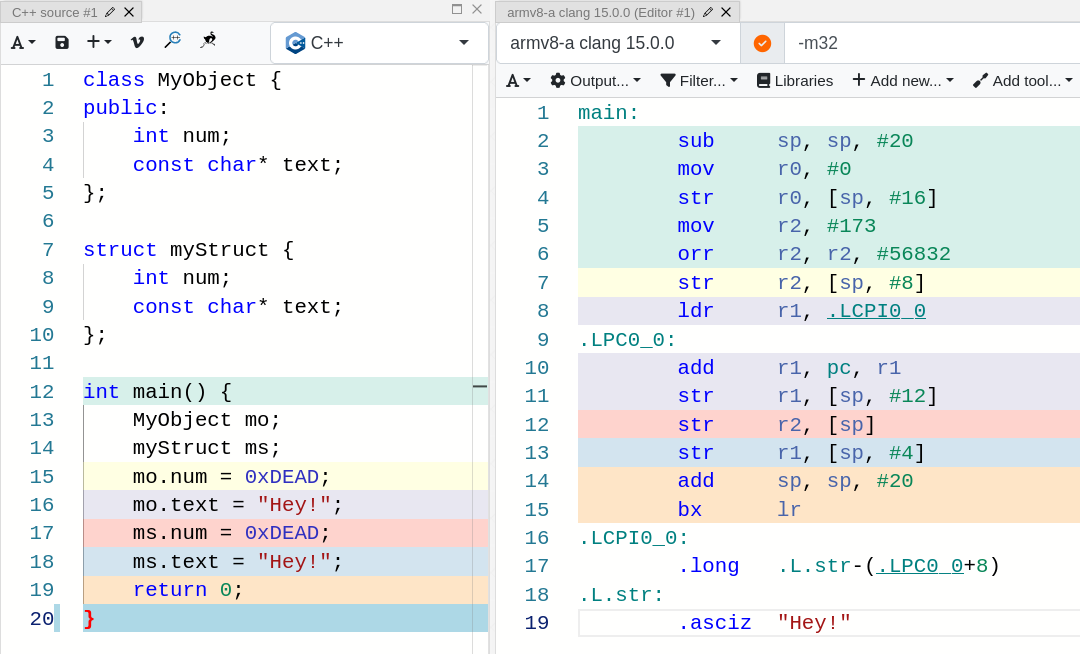 C++ source #1
A
C++
1 class MyObject {
2 public:
3     int num;
4     const char* text;
5 };
6
7 struct myStruct {
8     int num;
9     const char* text;
10 };
11
12 int main() {
13     MyObject mo;
14     myStruct ms;
15     mo.num = 0xDEAD;
16     mo.text = "Hey!";
17     ms.num = 0xDEAD;
18     ms.text = "Hey!";
19     return 0;
20 }
armv8-a clang 15.0.0 (Editor #1)
armv8-a clang 15.0.0 -m32
A Output... Filter... Libraries Add new... Add tool...
1 main:
2         sub     sp, sp, #20
3         mov     r0, #0
4         str     r0, [sp, #16]
5         mov     r2, #173
6         orr     r2, r2, #56832
7         str     r2, [sp, #8]
8         ldr     r1, .LCPI0_0
9 .LPC0_0:
10         add     r1, pc, r1
11         str     r1, [sp, #12]
12         str     r2, [sp]
13         str     r1, [sp, #4]
14         add     sp, sp, #20
15         bx      lr
16 .LCPI0_0:
17         .long   .L.str-(.LPC0_0+8)
18 .L.str:
19         .asciz  "Hey!"